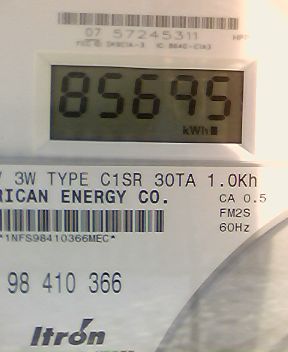 07 57245311
85695
kWh
3W TYPE C1SR 30TA 1.0Kh
RICAN ENERGY CO.
CA 0.5
FM2S
60Hz
*1NFS98410366MEC*
98 410 366
Itron